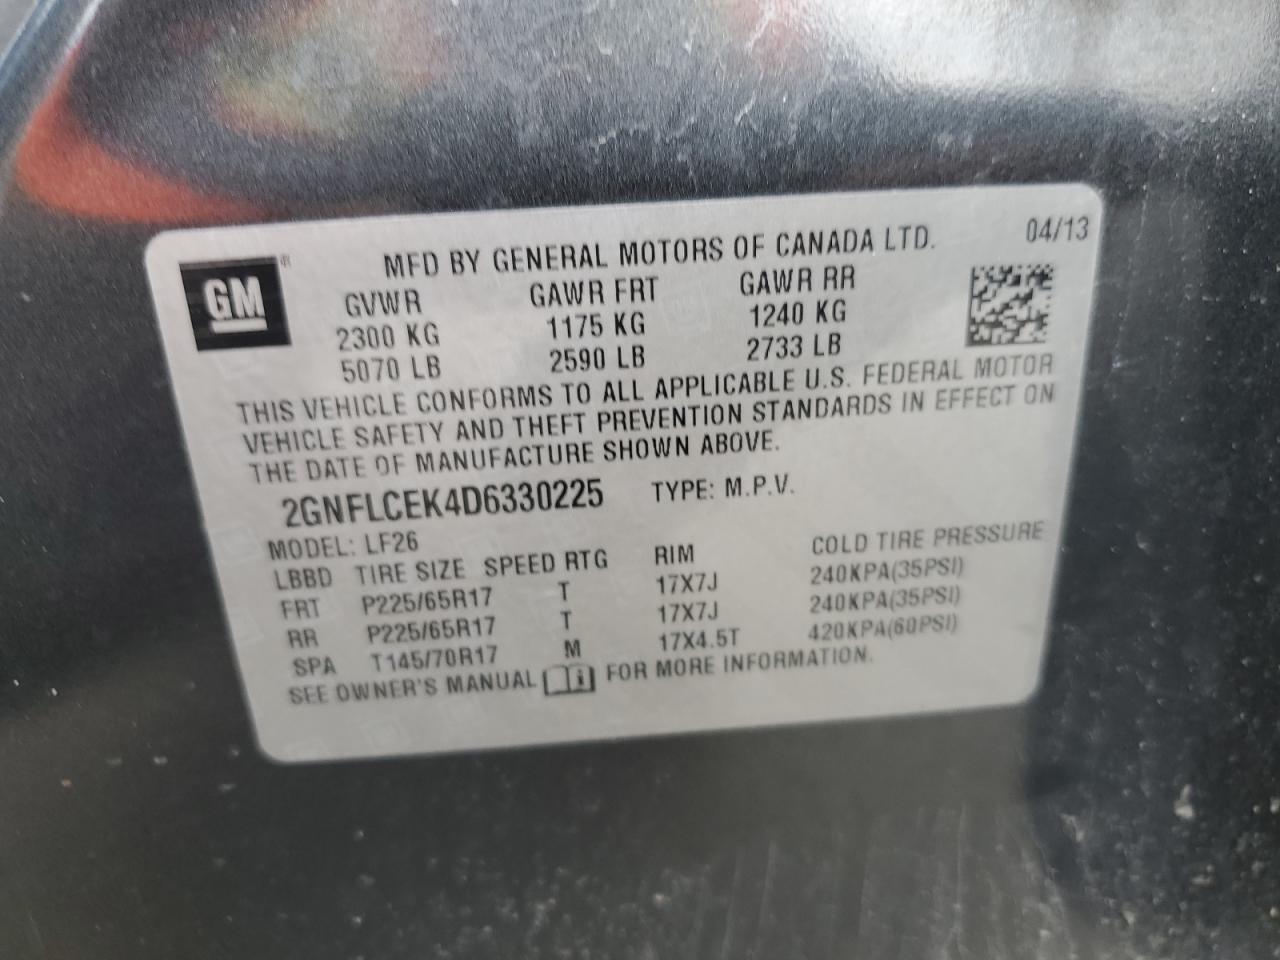 GM ®
MFD BY GENERAL MOTORS OF CANADA LTD. 04/13
GVWR GAWR FRT GAWR RR
2300 KG 1175 KG 1240 KG
5070 LB 2590 LB 2733 LB
THIS VEHICLE CONFORMS TO ALL APPLICABLE U.S. FEDERAL MOTOR
VEHICLE SAFETY AND THEFT PREVENTION STANDARDS IN EFFECT ON
THE DATE OF MANUFACTURE SHOWN ABOVE.
2GNFLCEK4D6330225 TYPE: M.P.V.
MODEL: LF26
LBBD TIRE SIZE SPEED RTG RIM COLD TIRE PRESSURE
FRT P225/65R17 T 17X7J 240KPA(35PSI)
RR P225/65R17 T 17X7J 240KPA(35PSI)
SPA T145/70R17 M 17X4.5T 420KPA(60PSI)
SEE OWNER'S MANUAL FOR MORE INFORMATION.